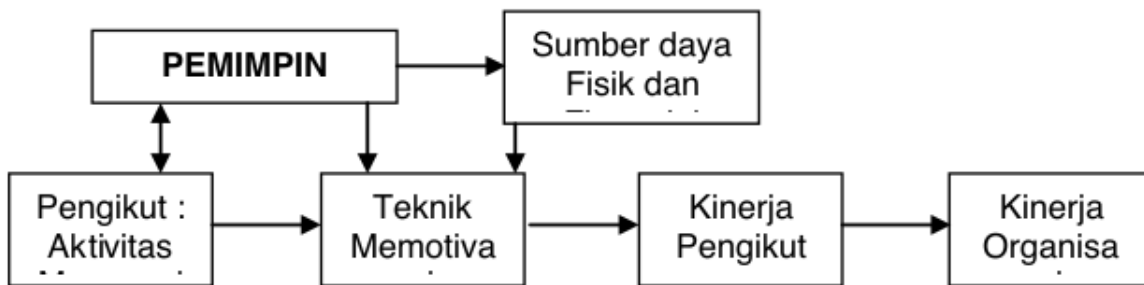 PEMIMPIN
Sumber daya
Fisik dan
Pengikut :
Aktivitas
Teknik
Memotiva
Kinerja
Pengikut
Kinerja
Organisa